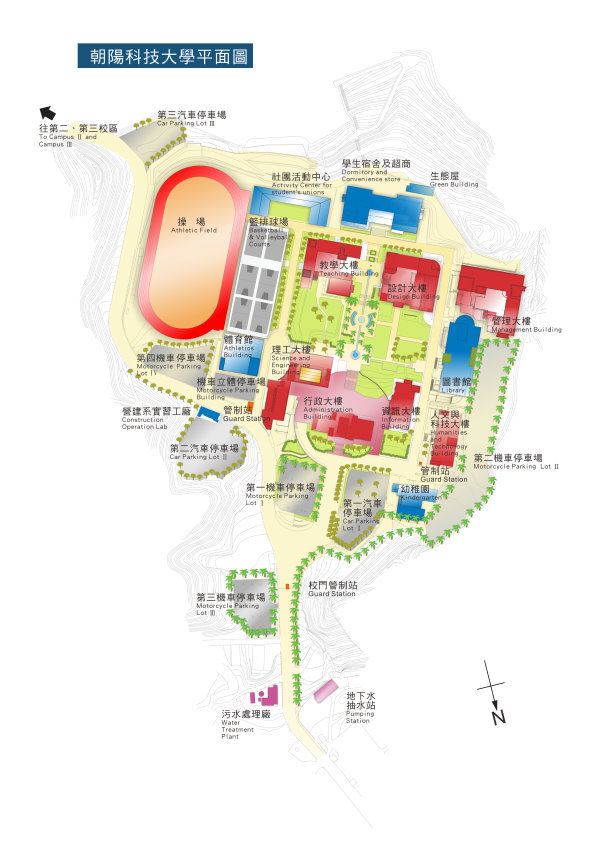 朝陽科技大學平面圖
第三汽車停車場
Car Parking Lot Ⅲ
往第二、第三校區
To Campus Ⅱ and
Campus Ⅲ
學生宿舍及超商
Dormitory and
Convenience store
生態屋
Green Building
社團活動中心
Activity Center for
student's unions
操 場
Athletic Field
籃排球場
Basketball
& Volleyball
Courts
教學大樓
Teaching Building
設計大樓
Design Building
管理大樓
Management Building
體育館
Athletics
Building
理工大樓
Science and
Engineering
Building
第四機車停車場
Motorcycle Parking
Lot Ⅳ
機車立體停車場
Motorcycle Parking
Building
圖書館
Library
營建系實習工廠
Construction
Operation Lab
管制站
Guard Station
行政大樓
Administration
Building
資訊大樓
Information
Building
人文與
科技大樓
Humanities
and
Technology
Building
第二汽車停車場
Car Parking Lot Ⅱ
第二機車停車場
Motorcycle Parking Lot Ⅱ
管制站
Guard Station
第一機車停車場
Motorcycle Parking
Lot Ⅰ
第一汽車
停車場
Car Parking
Lot Ⅰ
幼稚園
Kindergarten
校門管制站
Guard Station
第三機車停車場
Motorcycle Parking
Lot Ⅲ
地下水
抽水站
Pumping
Station
污水處理廠
Water
Treatment
Plant
N